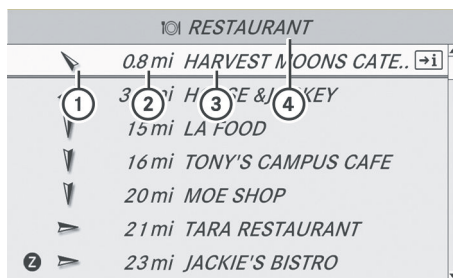 RESTAURANT
0.8 mi HARVEST MOONS CATE.. i
1 2 3 4
15 mi LA FOOD
16 mi TONY'S CAMPUS CAFE
20 mi MOE SHOP
21 mi TARA RESTAURANT
Z 23 mi JACKIE'S BISTRO